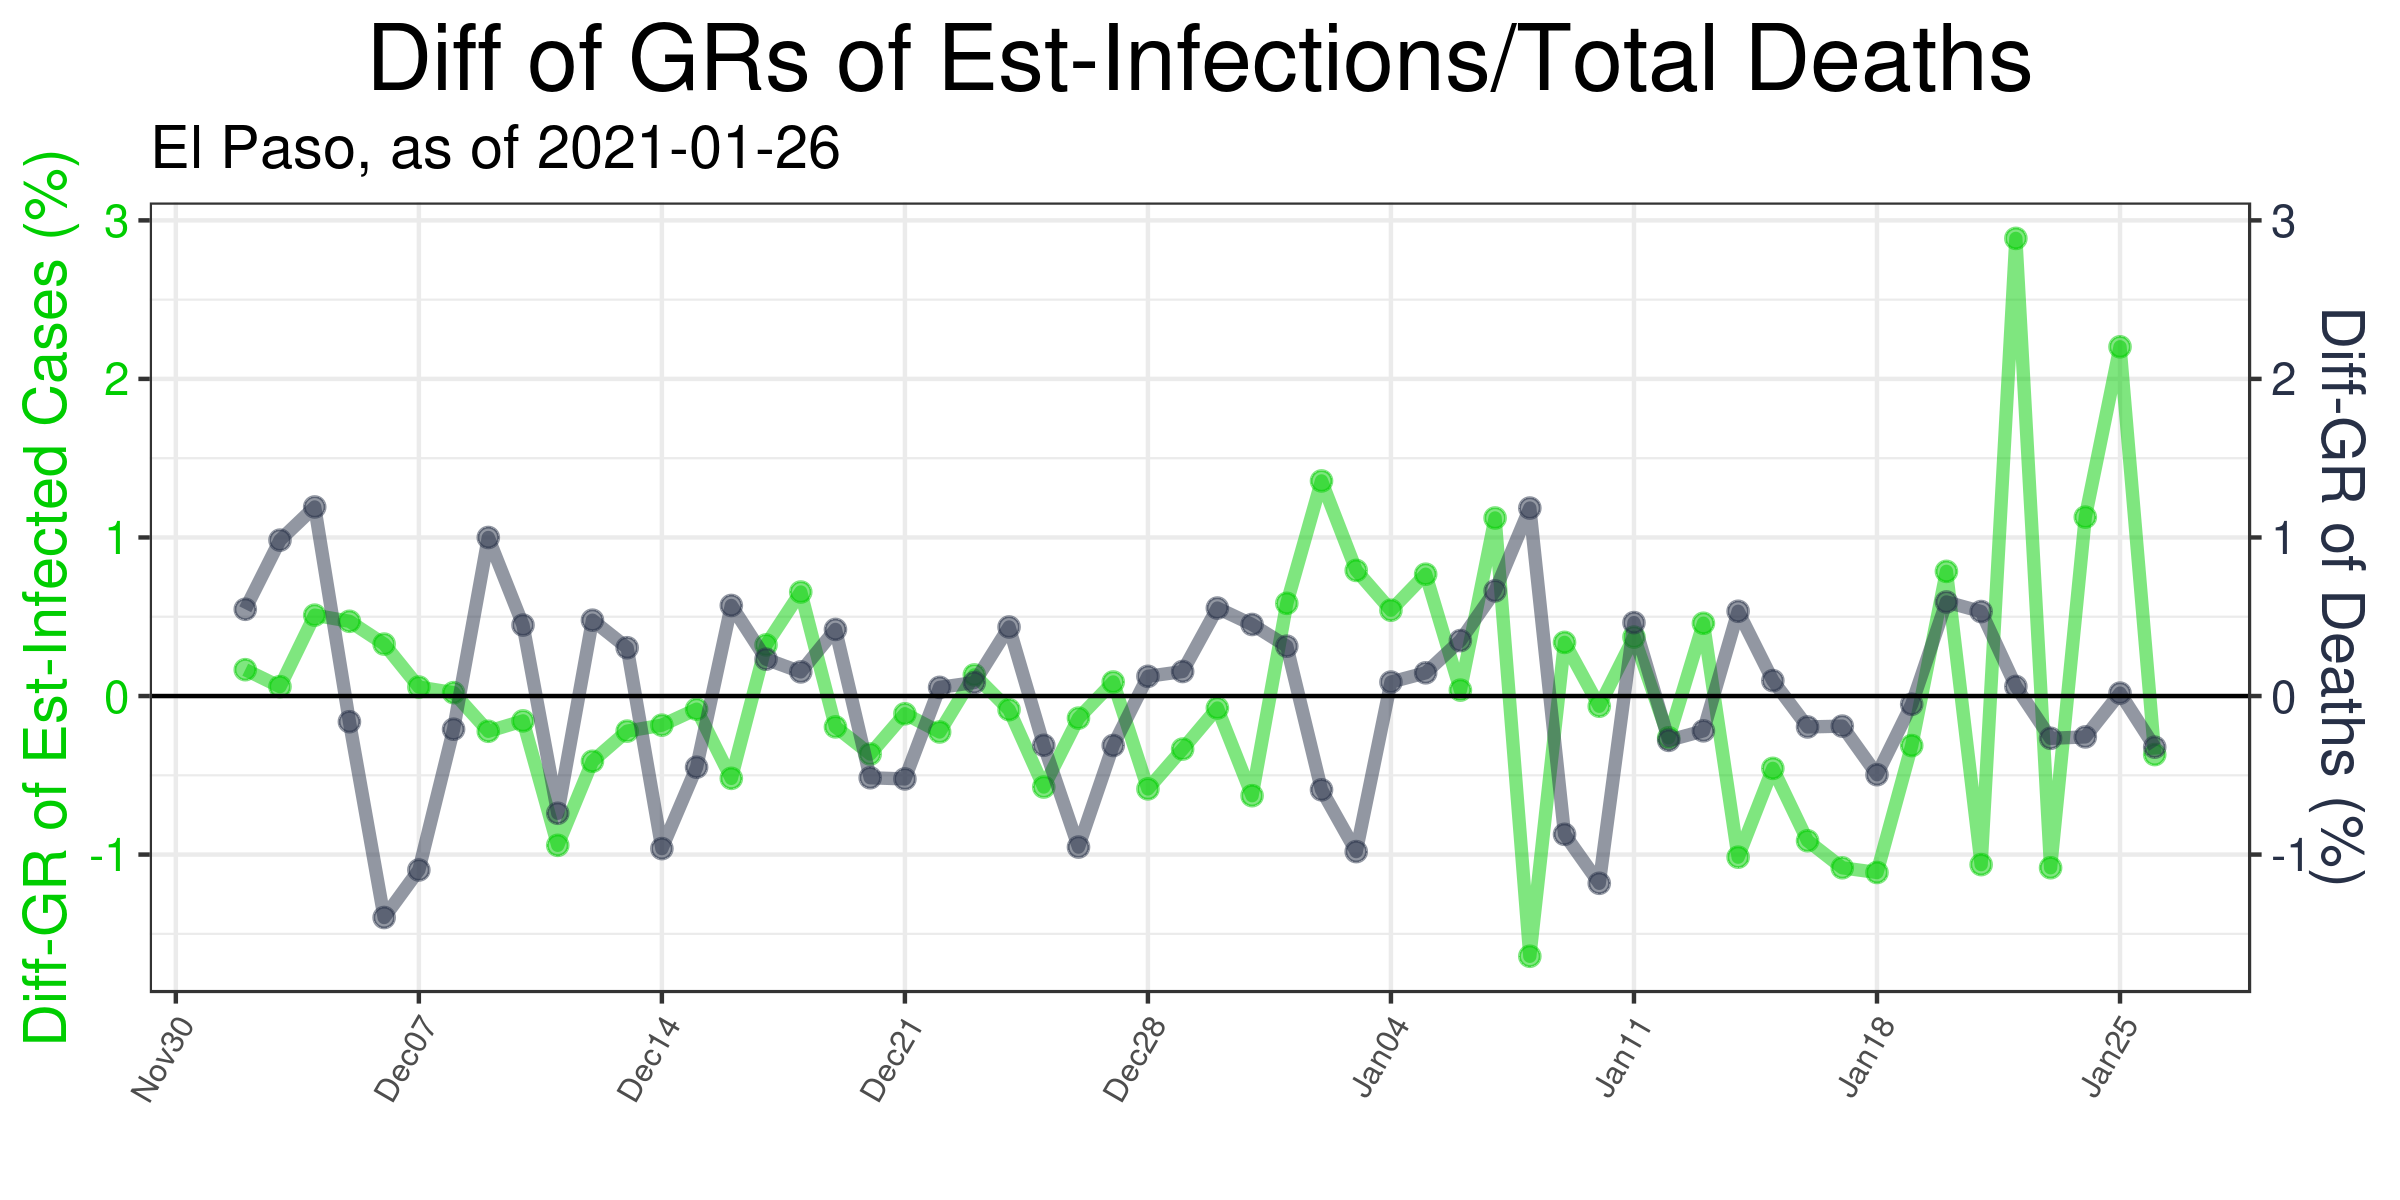 Diff of GRs of Est-Infections/Total Deaths
El Paso, as of 2021-01-26
Diff-GR of Est-Infected Cases (%)
3
2
1
0
-1
3
2
1
0
-1
Diff-GR of Deaths (%)
Nov30
Dec07
Dec14
Dec21
Dec28
Jan04
Jan11
Jan18
Jan25